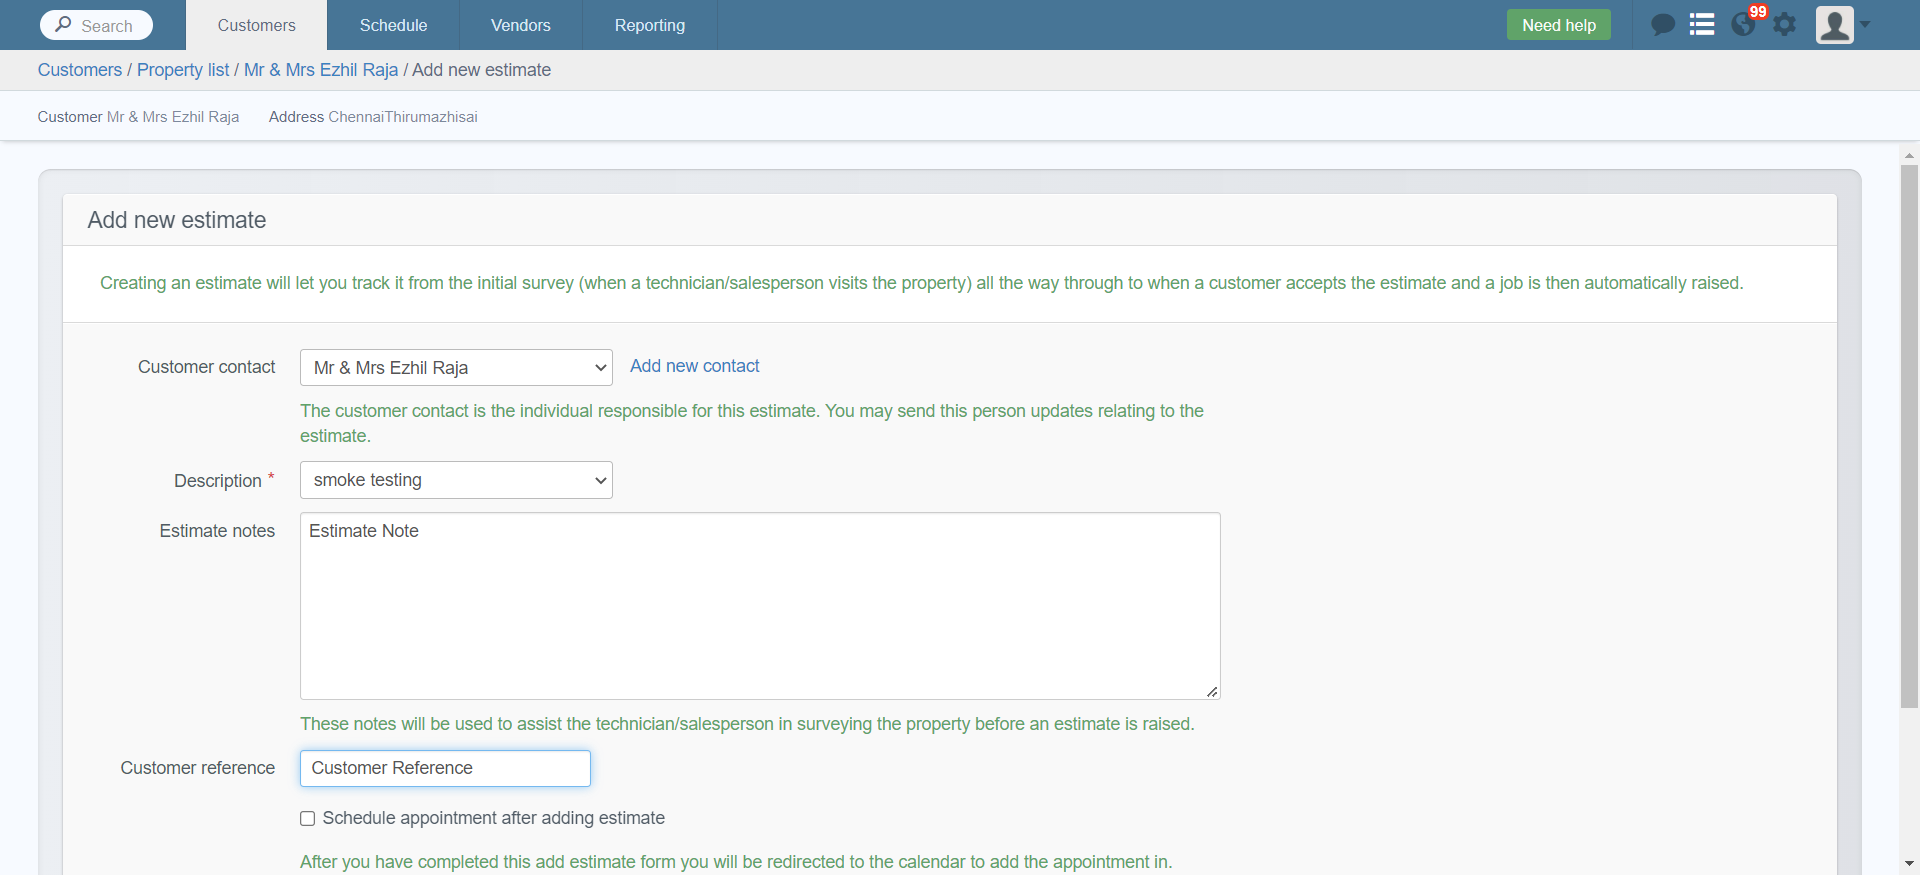 Search
Customers
Schedule
Vendors
Reporting
Need help
99
Customers / Property list / Mr & Mrs Ezhil Raja / Add new estimate
Customer Mr & Mrs Ezhil Raja Address ChennaiThirumazhisai
Add new estimate
Creating an estimate will let you track it from the initial survey (when a technician/salesperson visits the property) all the way through to when a customer accepts the estimate and a job is then automatically raised.
Customer contact
Mr & Mrs Ezhil Raja
Add new contact
The customer contact is the individual responsible for this estimate. You may send this person updates relating to the
estimate.
Description *
smoke testing
Estimate notes
Estimate Note
These notes will be used to assist the technician/salesperson in surveying the property before an estimate is raised.
Customer reference
Customer Reference
Schedule appointment after adding estimate
After you have completed this add estimate form you will be redirected to the calendar to add the appointment in.